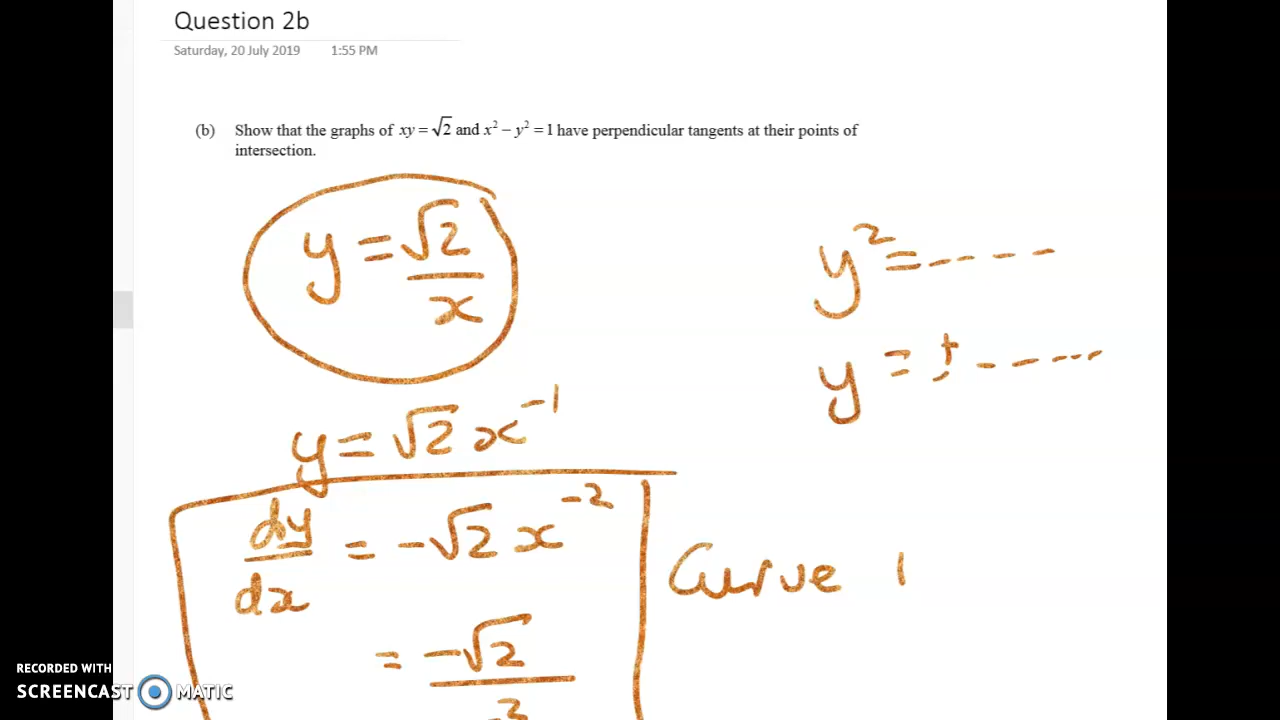 Question 2b
Saturday, 20 July 2019 1:55 PM
(b) Show that the graphs of xy = √2 and x² − y² = 1 have perpendicular tangents at their points of
intersection.
y = √2/x
y² = - - - -
y = ± - - - - -
y = √2 x⁻¹
dy/dx = -√2 x⁻²
Curve 1
= -√2
RECORDED WITH
SCREENCAST MATIC